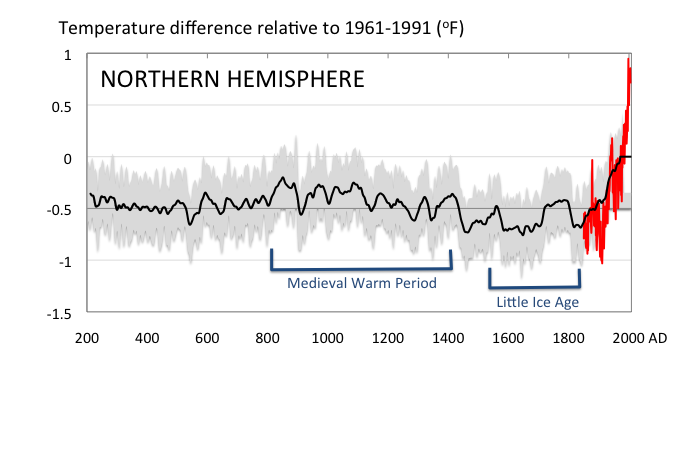 Temperature difference relative to 1961-1991 (ºF)
1
NORTHERN HEMISPHERE
0.5
0
-0.5
-1
Medieval Warm Period
Little Ice Age
-1.5
200 400 600 800 1000 1200 1400 1600 1800 2000 AD